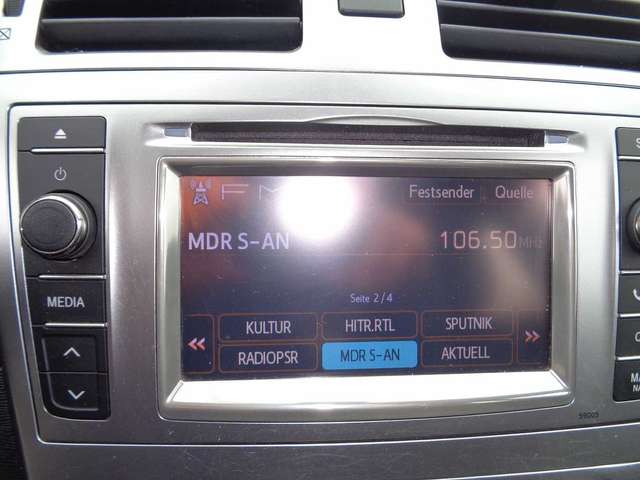 FM
Festsender Quelle
MDR S-AN 106.50 MHz
Seite 2/4
« KULTUR HITR.RTL SPUTNIK »
RADIOPSR MDR S-AN AKTUELL
MEDIA